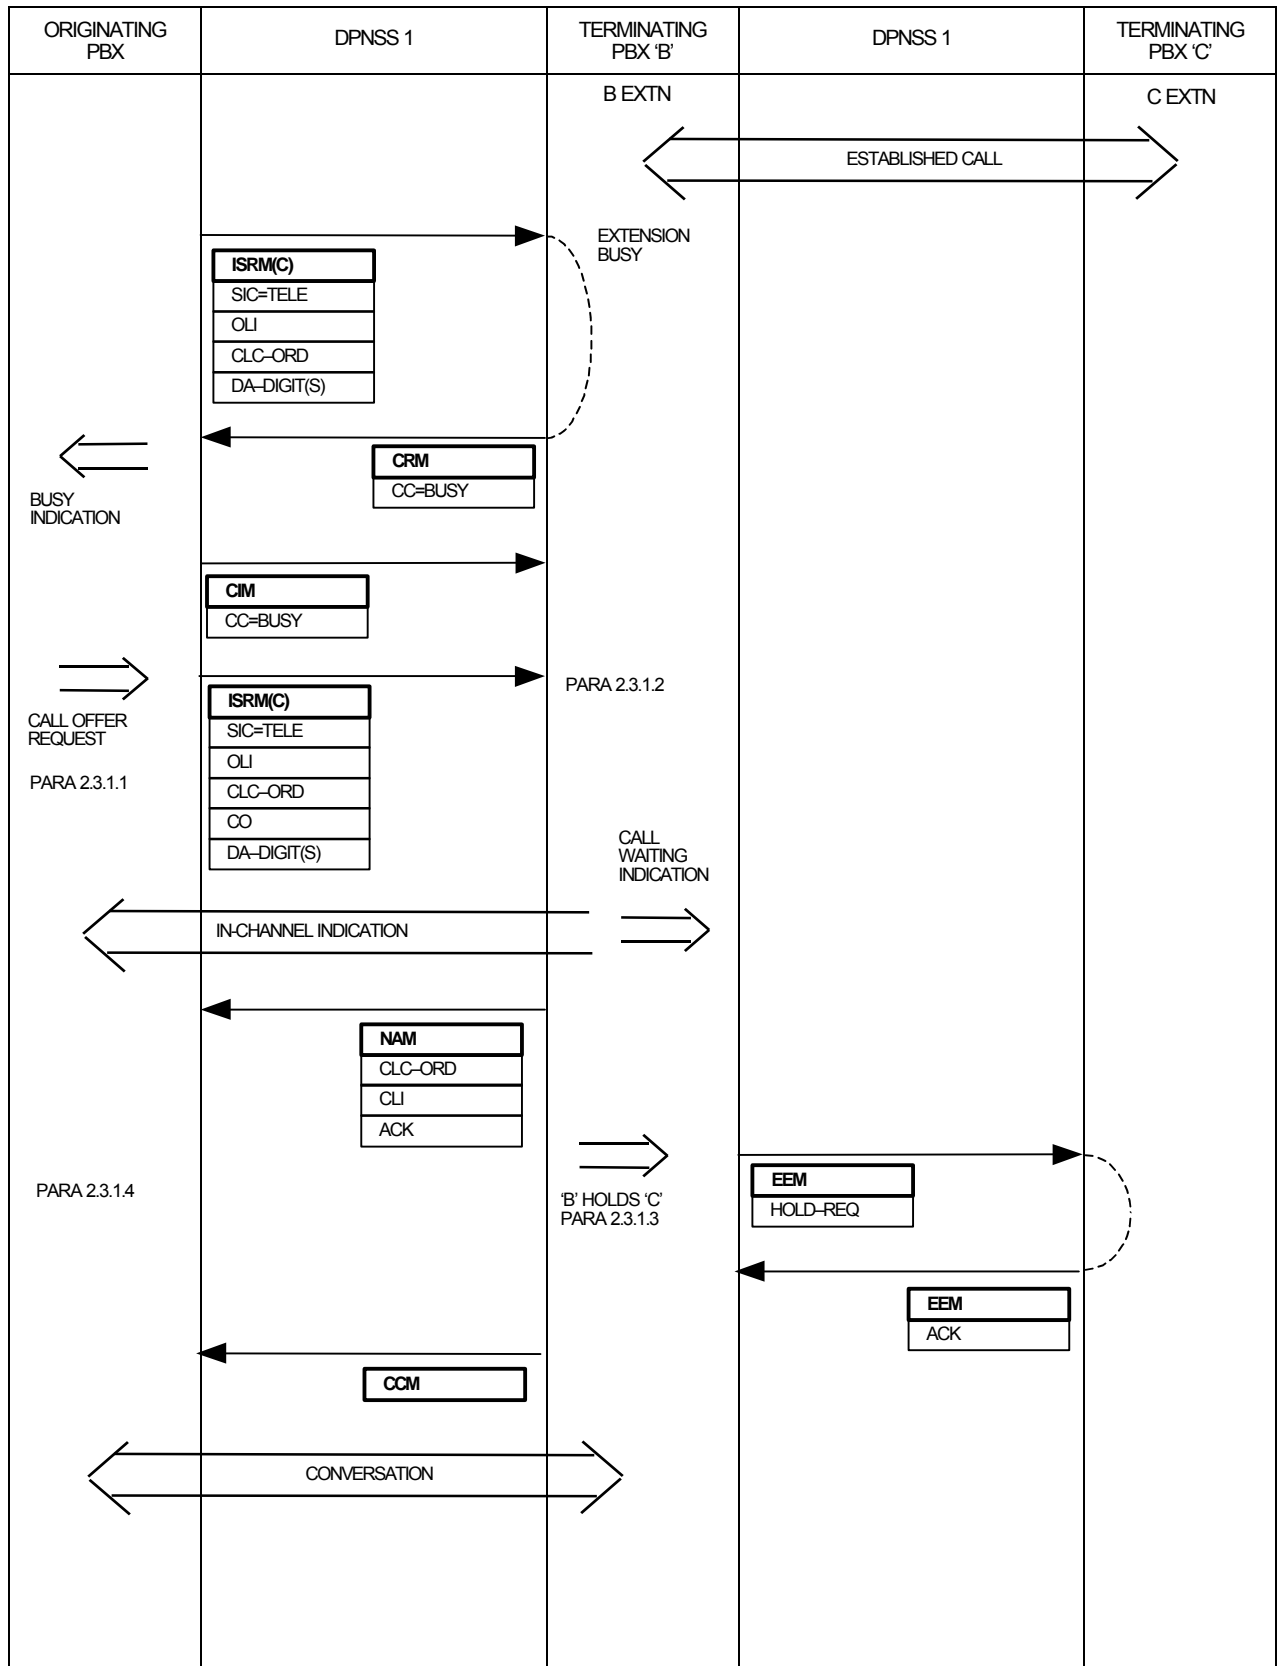 ORIGINATING
PBX
DPNSS 1
TERMINATING
PBX ‘B’
DPNSS 1
TERMINATING
PBX ‘C’
B EXTN
C EXTN
ESTABLISHED CALL
EXTENSION
BUSY
ISRM(C)
SIC=TELE
OLI
CLC–ORD
DA–DIGIT(S)
CRM
CC=BUSY
BUSY
INDICATION
CIM
CC=BUSY
CALL OFFER
REQUEST
PARA 2.3.1.1
PARA 2.3.1.2
ISRM(C)
SIC=TELE
OLI
CLC–ORD
CO
DA–DIGIT(S)
CALL
WAITING
INDICATION
IN-CHANNEL INDICATION
NAM
CLC–ORD
CLI
ACK
PARA 2.3.1.4
‘B’ HOLDS ‘C’
PARA 2.3.1.3
EEM
HOLD–REQ
EEM
ACK
CCM
CONVERSATION